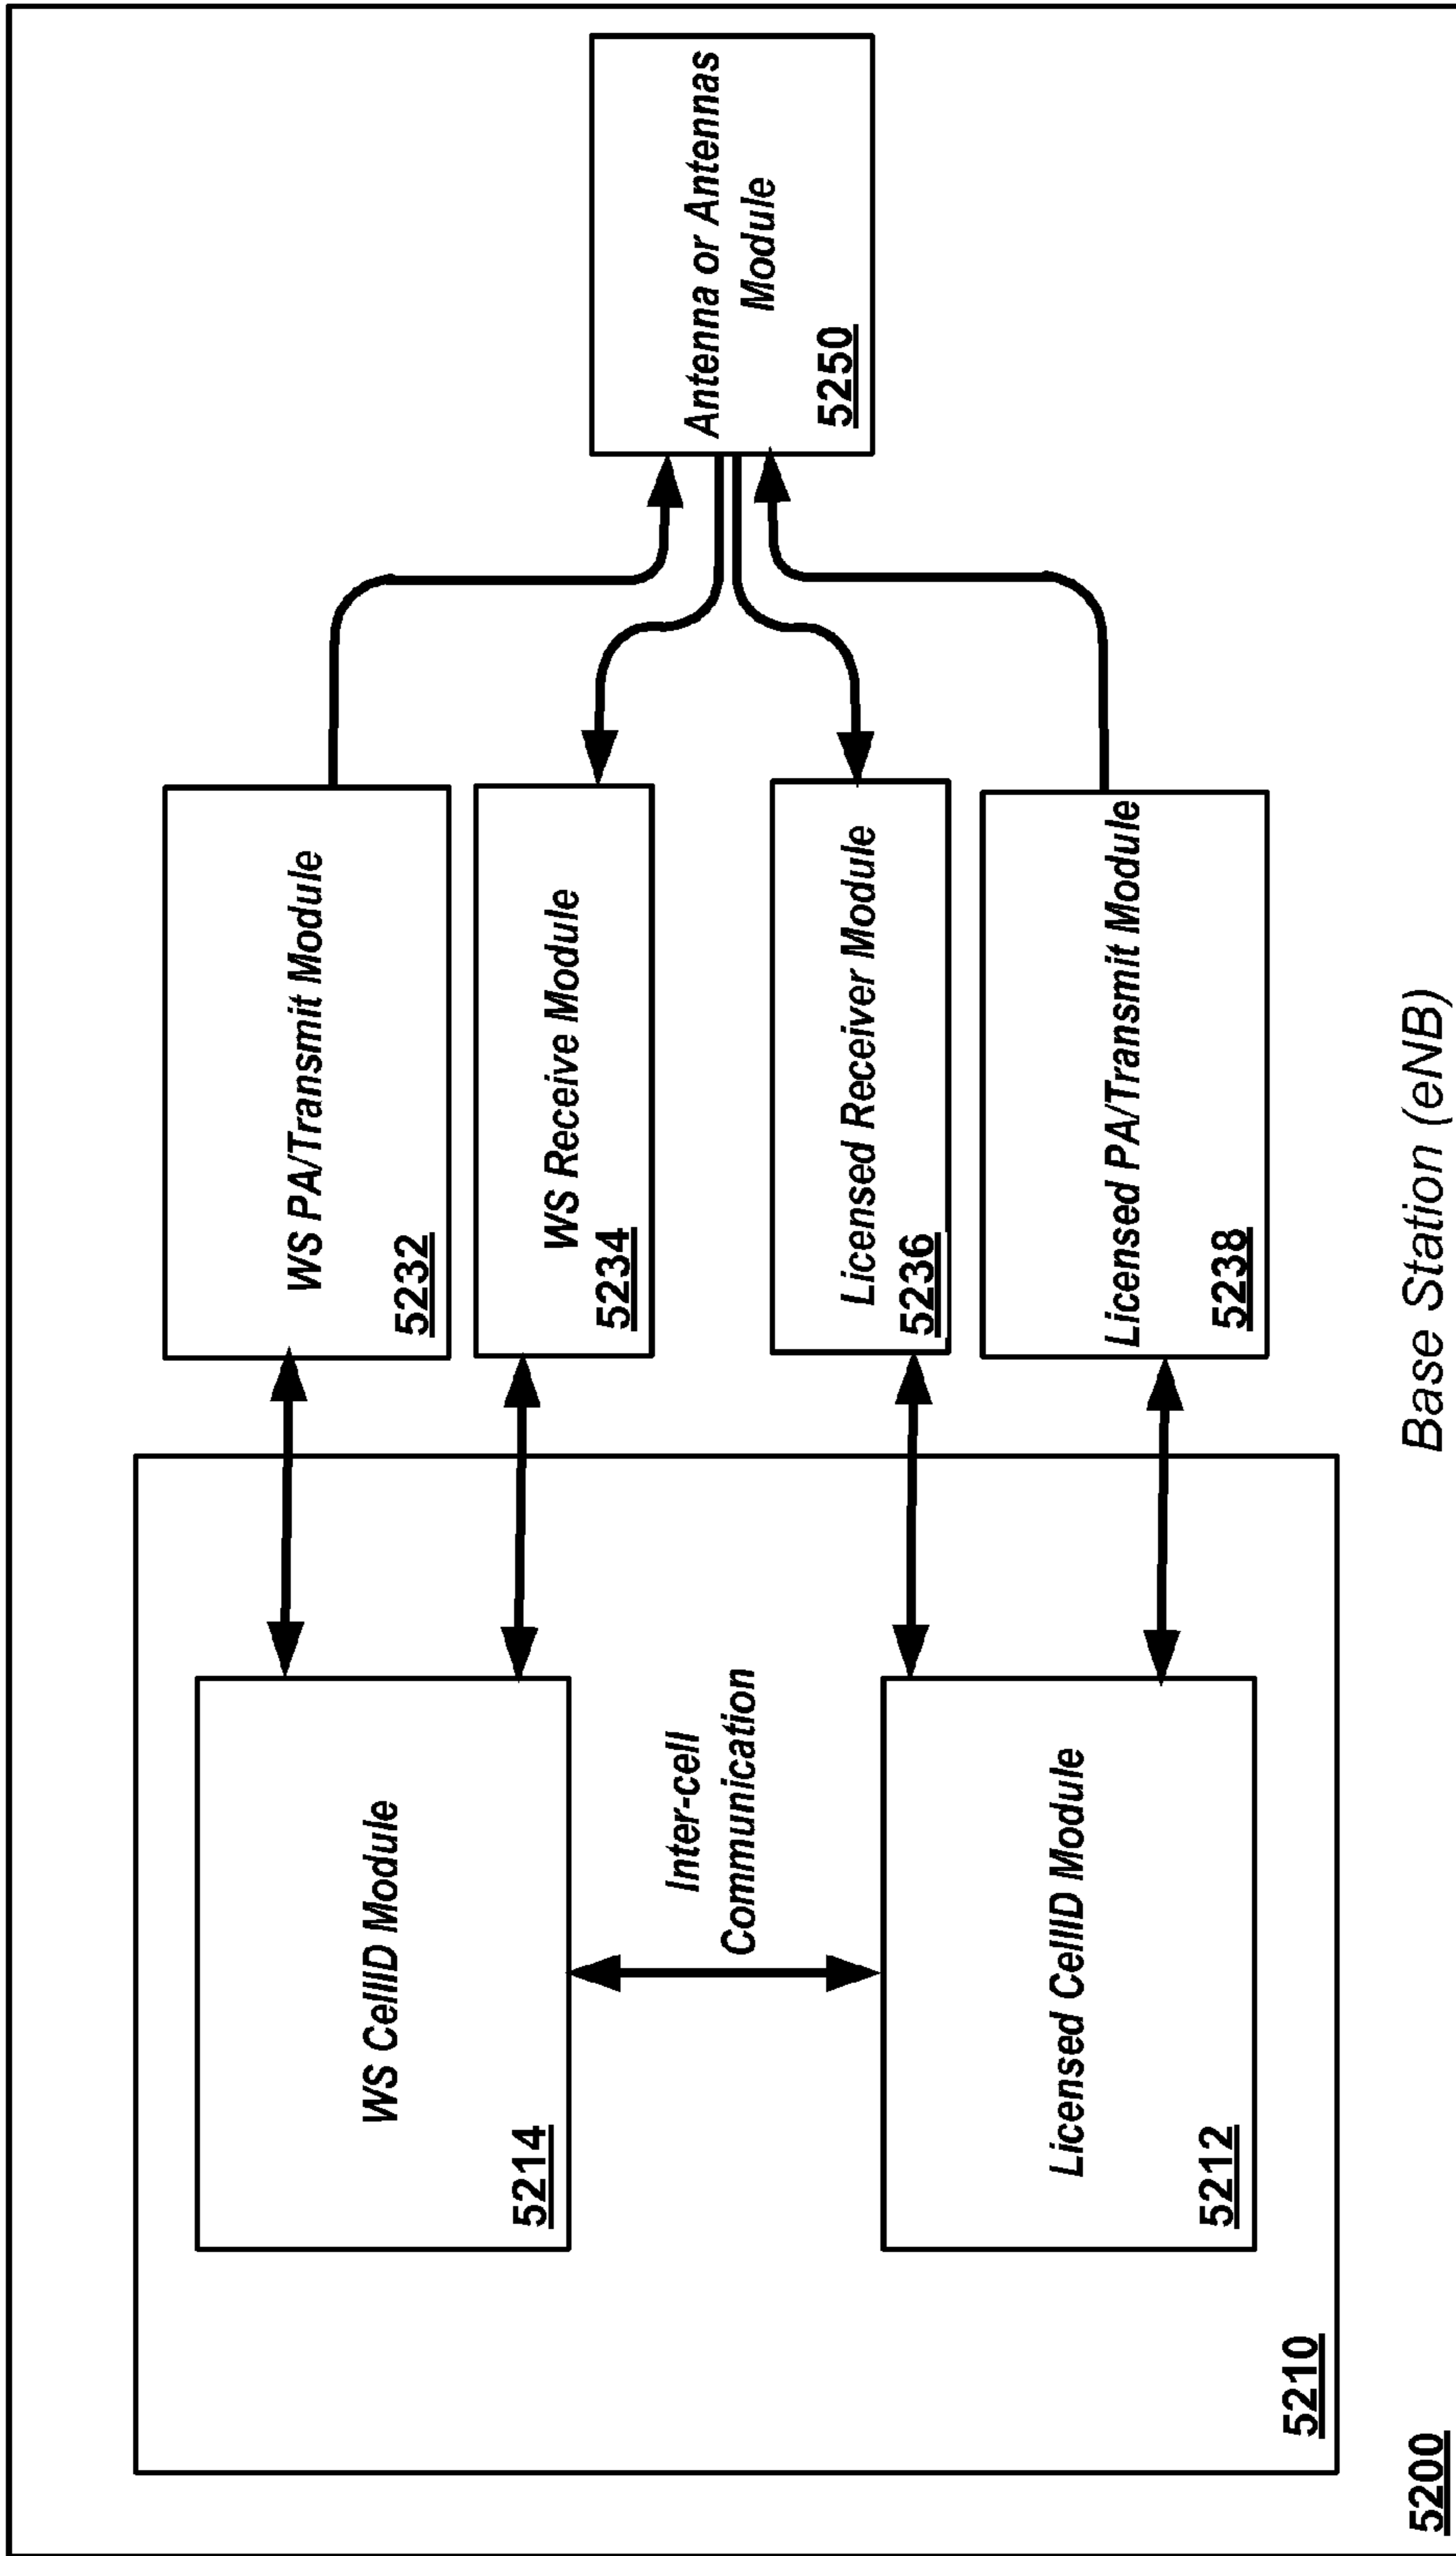 WS CellID Module
5214
Inter-cell
Communication
Licensed CellID Module
5212
5210
WS PA/Transmit Module
5232
WS Receive Module
5234
Licensed Receiver Module
5236
Licensed PA/Transmit Module
5238
Antenna or Antennas
Module
5250
5200
Base Station (eNB)